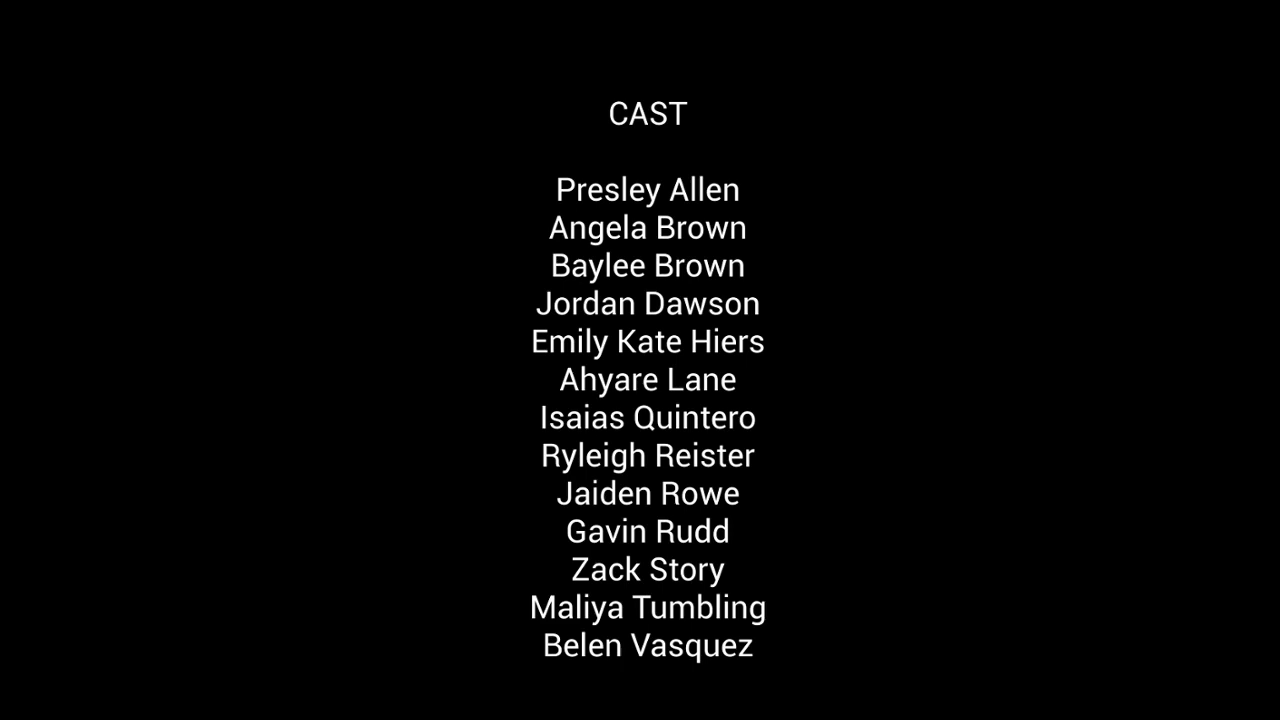 CAST
Presley Allen
Angela Brown
Baylee Brown
Jordan Dawson
Emily Kate Hiers
Ahyare Lane
Isaias Quintero
Ryleigh Reister
Jaiden Rowe
Gavin Rudd
Zack Story
Maliya Tumbling
Belen Vasquez